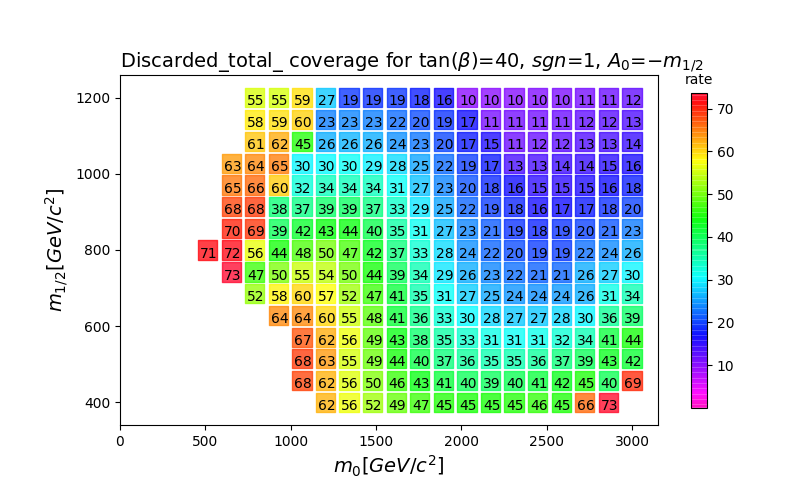 Discarded_total_ coverage for tan(β)=40, sgn=1, A₀=−m₁/₂
rate
1200 55 55 59 27 19 19 19 18 16 10 10 10 10 10 11 11 12
58 59 60 23 23 23 22 20 19 17 11 11 11 11 12 12 13
61 62 45 26 26 26 24 23 20 17 15 11 12 12 13 13 14
1000 63 64 65 30 30 30 29 28 25 22 19 17 13 13 14 14 15 16
65 66 60 32 34 34 34 31 27 23 20 18 16 15 15 15 16 18
68 68 38 37 39 39 37 33 29 25 22 19 18 16 17 17 18 20
70 69 39 42 43 44 40 35 31 27 23 21 19 18 19 20 21 23
800 71 72 56 44 48 50 47 42 37 33 28 24 22 20 19 19 22 24 26
73 47 50 55 54 50 44 39 34 29 26 23 22 21 21 26 27 30
52 58 60 57 52 47 41 35 31 27 25 24 24 24 26 31 34
600 64 64 60 55 48 41 36 33 30 28 27 27 28 30 36 39
67 62 56 49 43 38 35 33 31 31 31 32 34 41 44
68 63 55 49 44 40 37 36 35 35 36 37 39 43 42
68 62 56 50 46 43 41 40 39 40 41 42 45 40 69
400 62 56 52 49 47 45 45 45 45 46 45 66 73
0 500 1000 1500 2000 2500 3000
m₀[GeV/c²]
m₁/₂[GeV/c²]
70
60
50
40
30
20
10